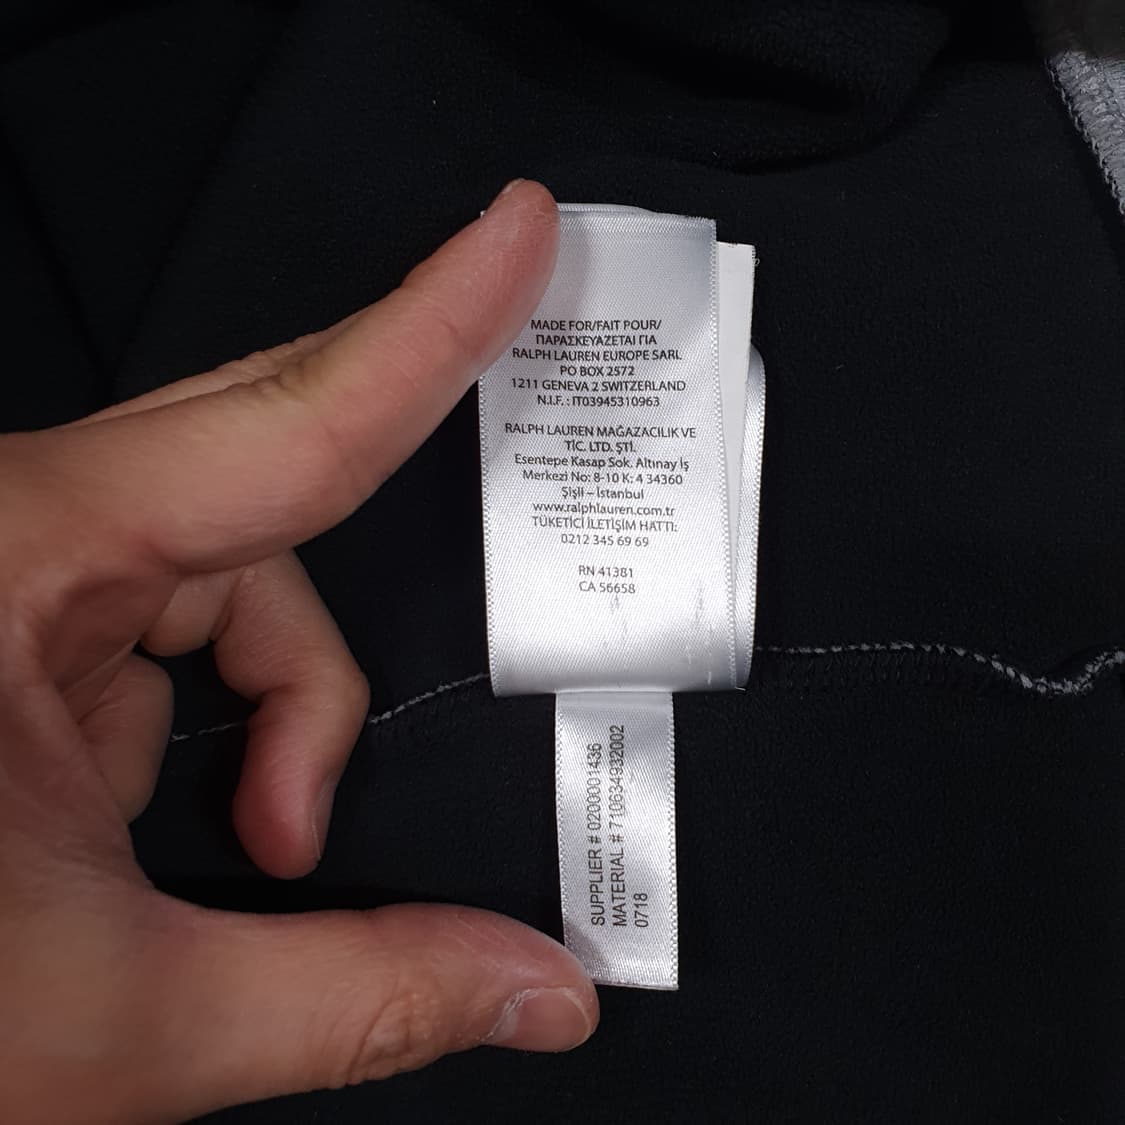 MADE FOR/FAIT POUR/
ΠΑΡΑΣΚΕΥΑΖΕΤΑΙ ΓΙΑ
RALPH LAUREN EUROPE SARL
PO BOX 2572
1211 GENEVA 2 SWITZERLAND
N.I.F. : IT03945310963
RALPH LAUREN MAĞAZACILIK VE
TİC. LTD. ŞTİ.
Esentepe Kasap Sok. Altınay İş
Merkezi No: 8-10 K: 4 34360
Şişli – İstanbul
www.ralphlauren.com.tr
TÜKETİCİ İLETİŞİM HATTI:
0212 345 69 69
RN 41381
CA 56658
SUPPLIER # 0200001436
MATERIAL # 710634932002
0718